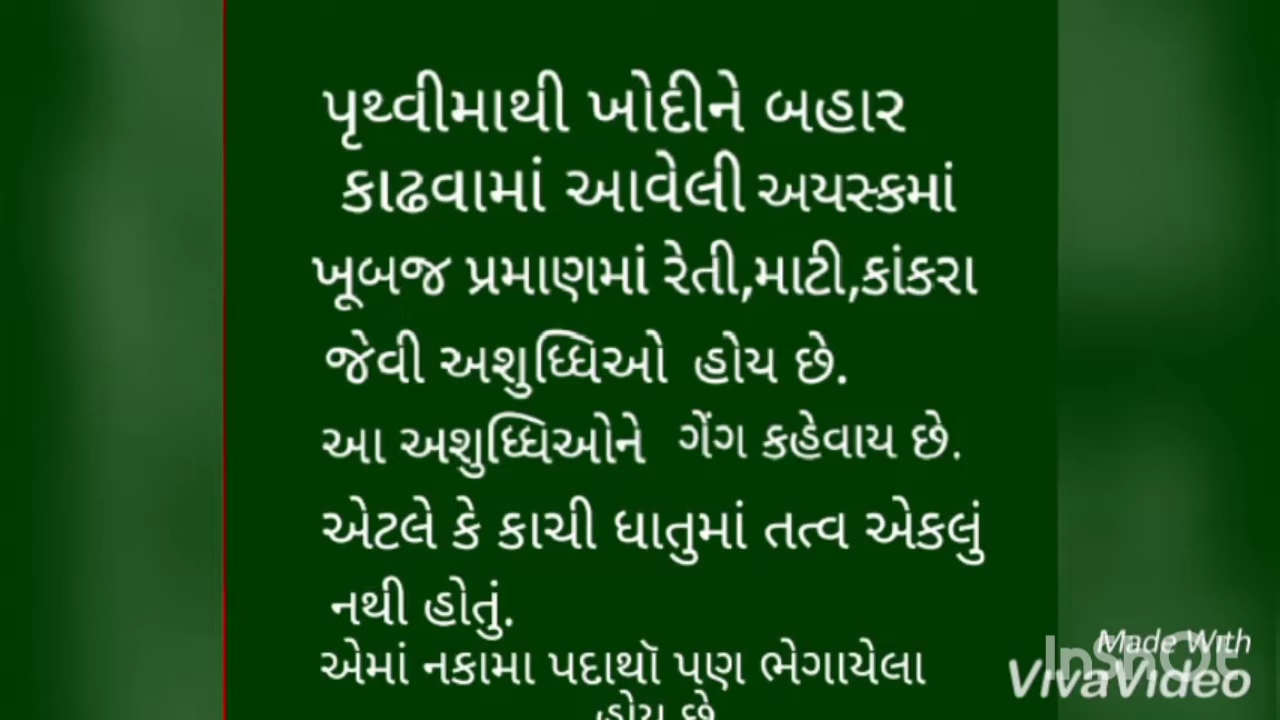 પૃથ્વીમાથી ખોદીને બહાર
કાઢવામાં આવેલી અયસ્કમાં
ખૂબજ પ્રમાણમાં રેતી,માટી,કાંકરા
જેવી અશુધ્ધિઓ હોય છે.
આ અશુધ્ધિઓને ગેંગ કહેવાય છે.
એટલે કે કાચી ધાતુમાં તત્વ એકલું
નથી હોતું.
એમાં નકામા પદાથૉ પણ ભેગાયેલા
હોય છે
Made With
InShOt
VivaVideo